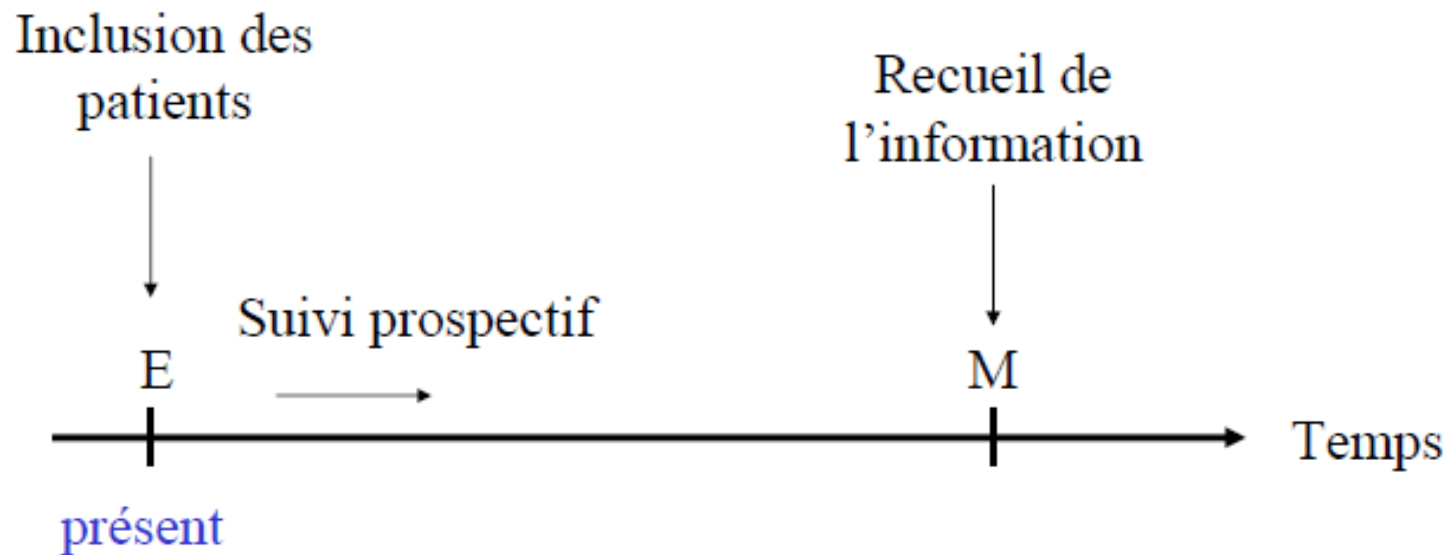 Inclusion des
patients
Recueil de
l’information
Suivi prospectif
E
M
Temps
présent